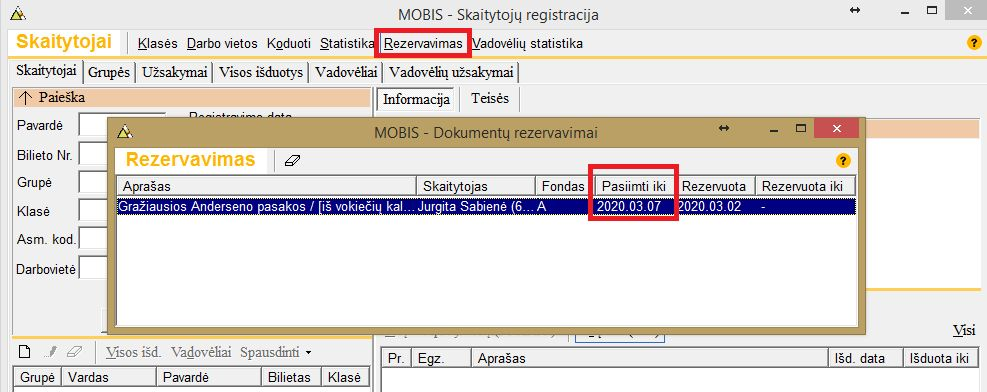 MOBIS - Skaitytojų registracija
Skaitytojai Klasės Darbo vietos Koduoti Statistika Rezervavimas Vadovėlių statistika ?
Skaitytojai Grupės Užsakymai Visos išduotys Vadovėliai Vadovėlių užsakymai
Paieška
Informacija Teisės
Pavardė
Registravimo data
Bilieto Nr.
Grupė
Klasė
Asm. kod.
Darbovietė
MOBIS - Dokumentų rezervavimai
Rezervavimas ?
Aprašas Skaitytojas Fondas Pasiimti iki Rezervuota Rezervuota iki
Gražiausios Anderseno pasakos / [iš vokiečių kal... Jurgita Sabienė (6... A 2020.03.07 2020.03.02 -
Visi
Visos išd. Vadovėliai Spausdinti
Pr. Egz. Aprašas Išd. data Išduota iki
Grupė Vardas Pavardė Bilietas Klasė